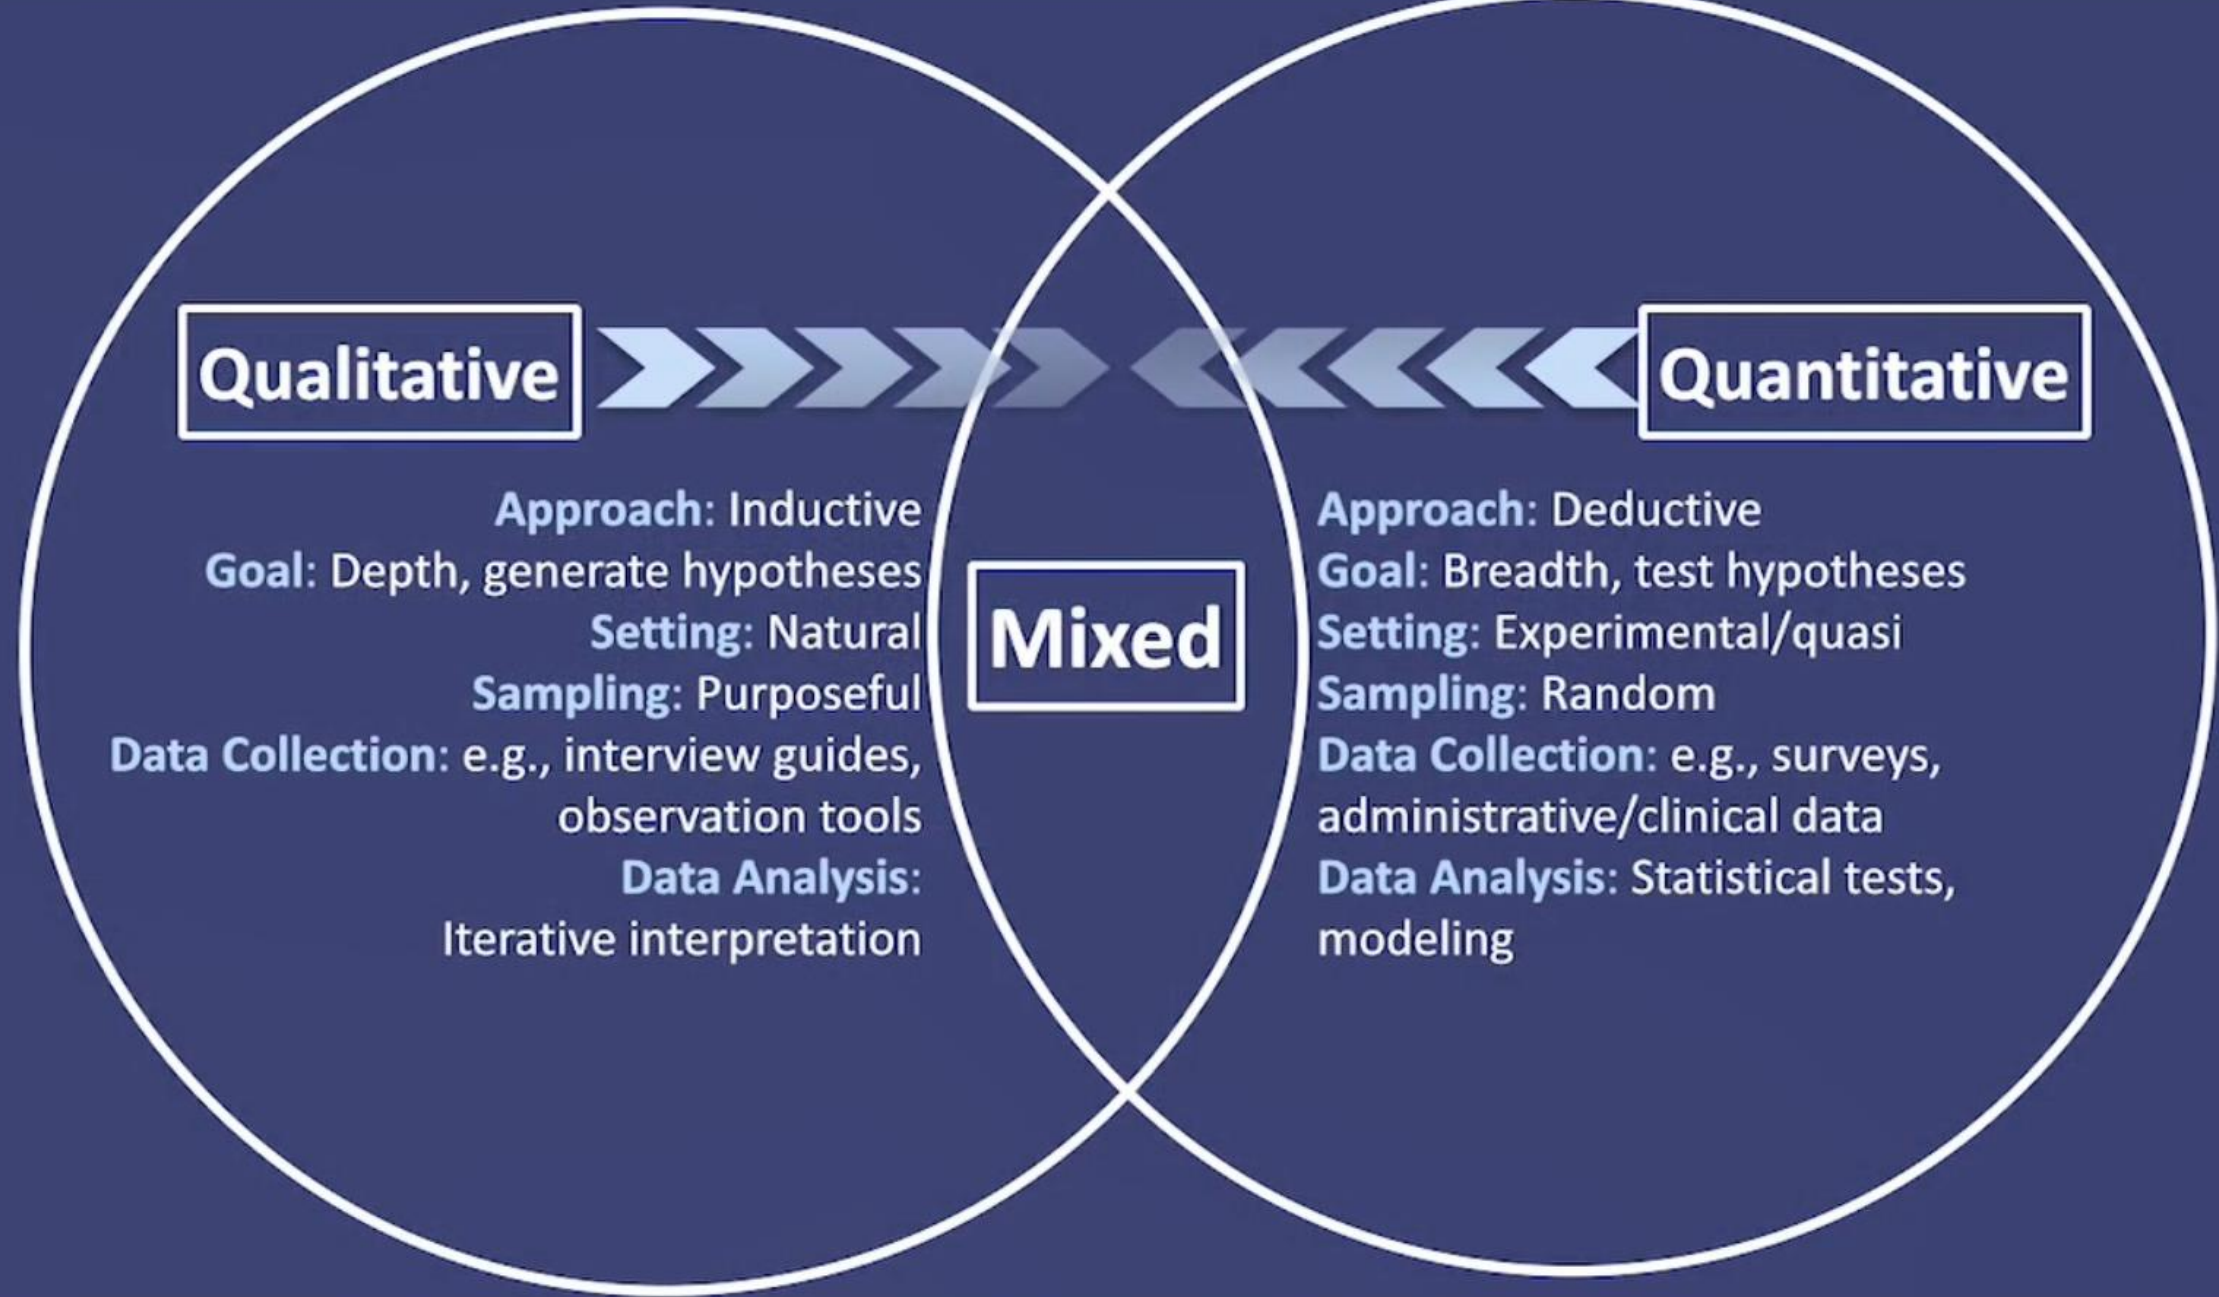 Qualitative
Approach: Inductive
Goal: Depth, generate hypotheses
Setting: Natural
Sampling: Purposeful
Data Collection: e.g., interview guides,
observation tools
Data Analysis:
Iterative interpretation
Mixed
Quantitative
Approach: Deductive
Goal: Breadth, test hypotheses
Setting: Experimental/quasi
Sampling: Random
Data Collection: e.g., surveys,
administrative/clinical data
Data Analysis: Statistical tests,
modeling